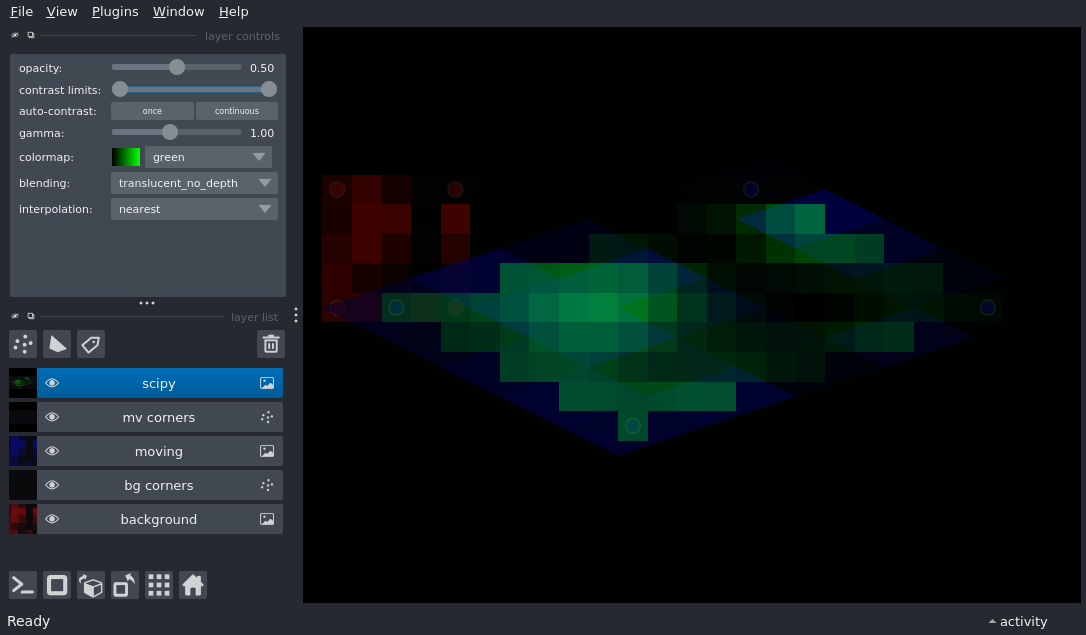 File View Plugins Window Help
layer controls
opacity: 0.50
contrast limits:
auto-contrast: once continuous
gamma: 1.00
colormap: green
blending: translucent_no_depth
interpolation: nearest
layer list
scipy
mv corners
moving
bg corners
background
Ready activity